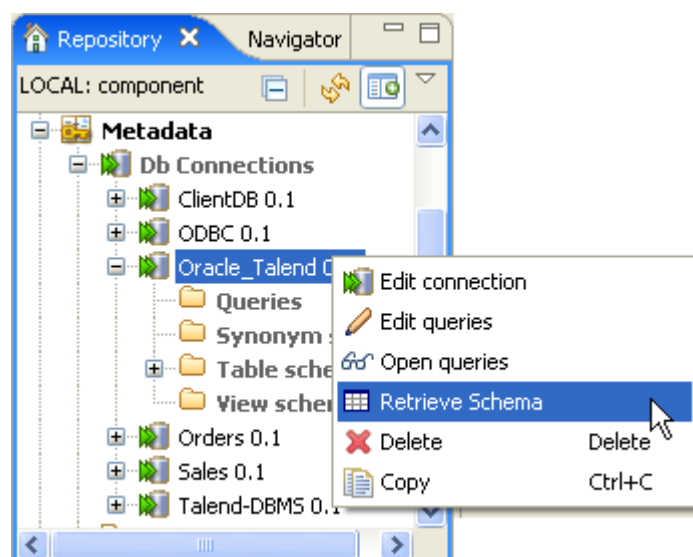 Repository Navigator
LOCAL: component
Metadata
Db Connections
ClientDB 0.1
ODBC 0.1
Oracle_Talend
Edit connection
Queries
Edit queries
Synonym
Open queries
Table sche
Retrieve Schema
View scher
Orders 0.1
Delete Delete
Sales 0.1
Copy Ctrl+C
Talend-DBMS 0.1